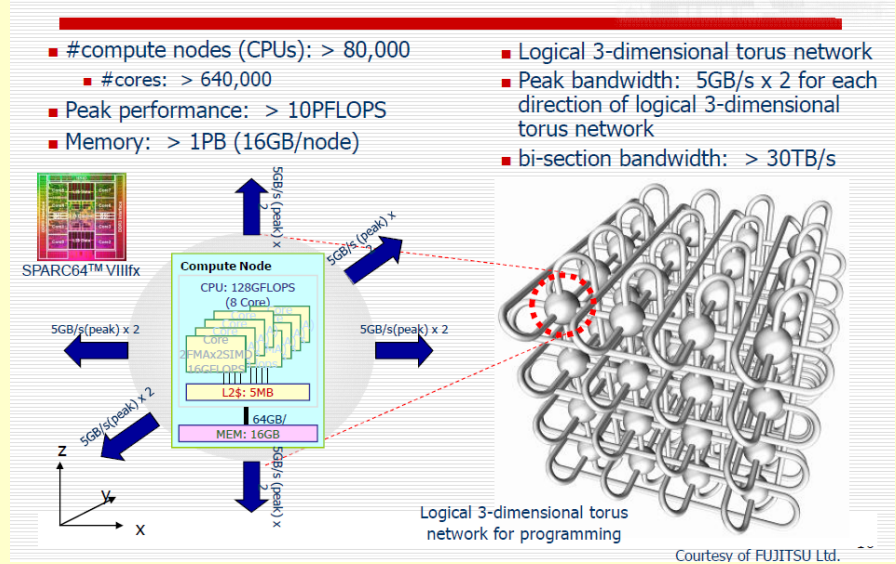 #compute nodes (CPUs): > 80,000
#cores: > 640,000
Peak performance: > 10PFLOPS
Memory: > 1PB (16GB/node)
Logical 3-dimensional torus network
Peak bandwidth: 5GB/s x 2 for each
direction of logical 3-dimensional
torus network
bi-section bandwidth: > 30TB/s
SPARC64™ VIIIfx
5GB/s (peak) x
2
5GB/s (peak) x
Compute Node
CPU: 128GFLOPS
(8 Core)
Core
Core
Core
Core
2FMAx2SIMD
16GFLOPS
L2$: 5MB
64GB/
MEM: 16GB
5GB/s(peak) x 2
5GB/s(peak) x 2
5GB/s(peak) x 2
5GB/s (peak) x
2
z
y
x
Logical 3-dimensional torus
network for programming
Courtesy of FUJITSU Ltd.